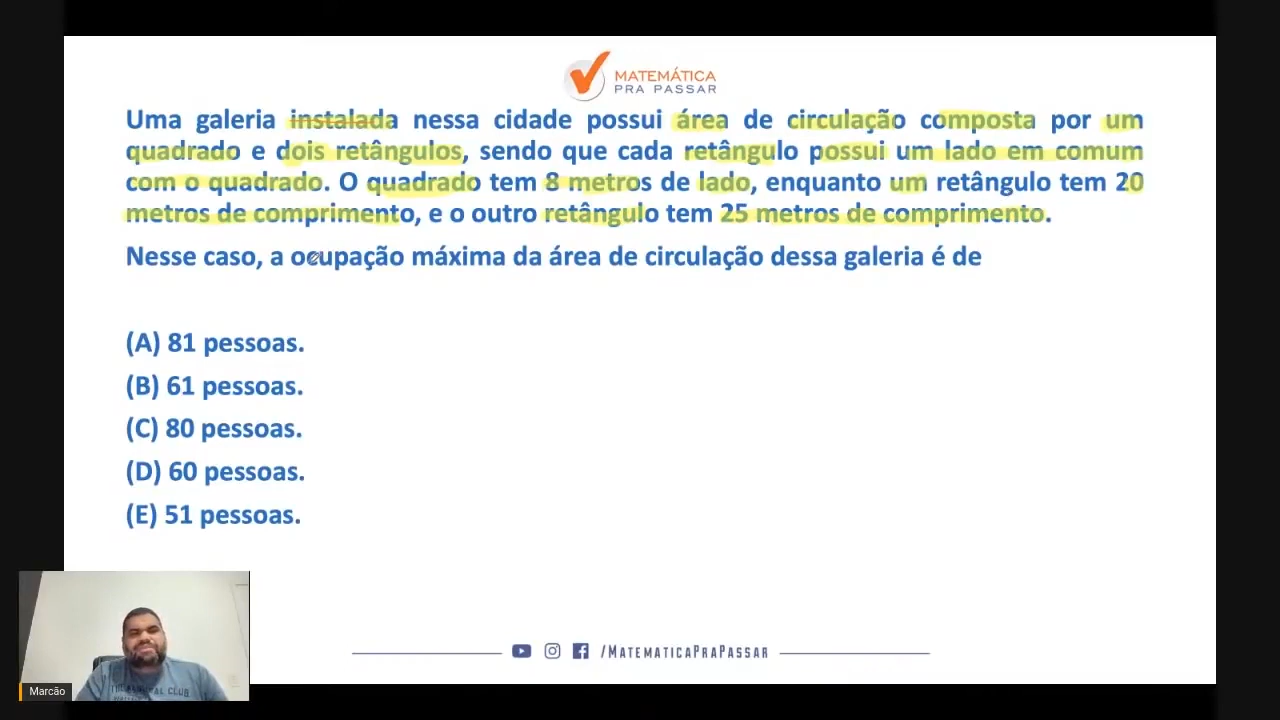 MATEMÁTICA
PRA PASSAR
Uma galeria instalada nessa cidade possui área de circulação composta por um
quadrado e dois retângulos, sendo que cada retângulo possui um lado em comum
com o quadrado. O quadrado tem 8 metros de lado, enquanto um retângulo tem 20
metros de comprimento, e o outro retângulo tem 25 metros de comprimento.
Nesse caso, a ocupação máxima da área de circulação dessa galeria é de
(A) 81 pessoas.
(B) 61 pessoas.
(C) 80 pessoas.
(D) 60 pessoas.
(E) 51 pessoas.
/MATEMATICAPRAPASSAR
Marcão